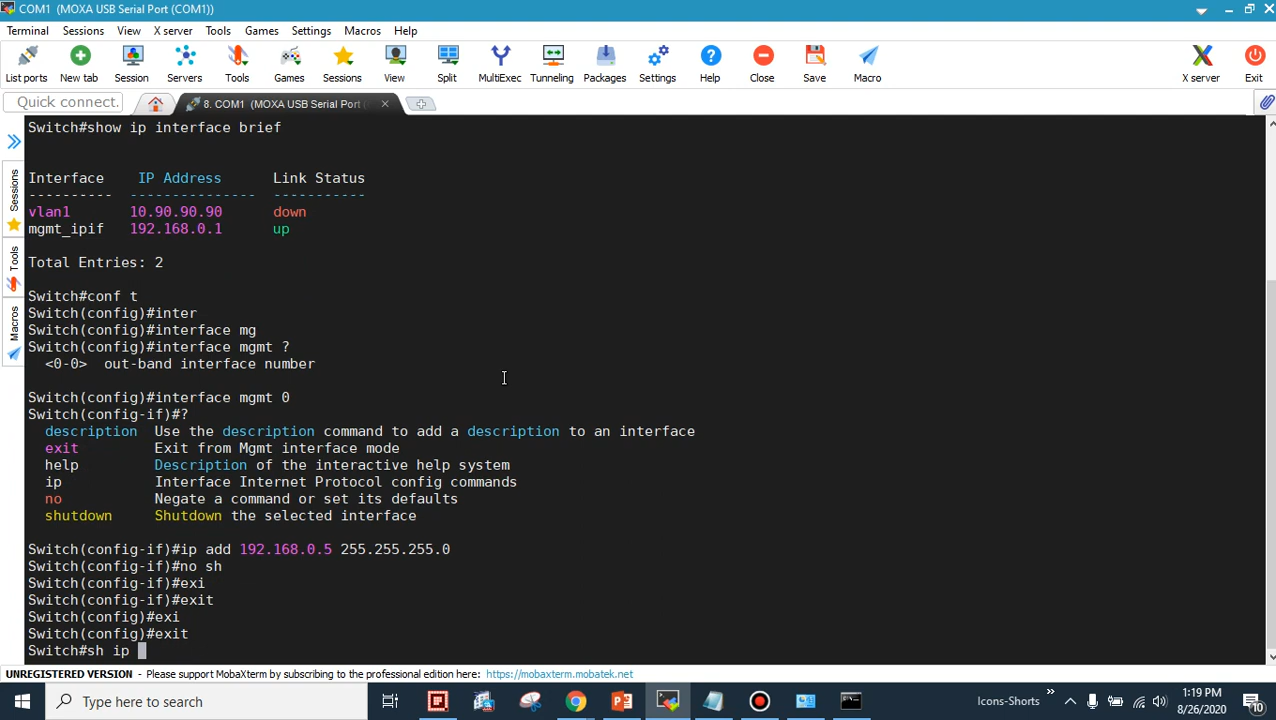 COM1 (MOXA USB Serial Port (COM1))
Terminal Sessions View X server Tools Games Settings Macros Help
List ports New tab Session Servers Tools Games Sessions View Split MultiExec Tunneling Packages Settings Help Close Save Macro X server Exit
Quick connect. 8. COM1 (MOXA USB Serial Port (
Sessions
Tools
Macros
Switch#show ip interface brief
Interface IP Address Link Status
---------- --------------- -----------
vlan1 10.90.90.90 down
mgmt_ipif 192.168.0.1 up
Total Entries: 2
Switch#conf t
Switch(config)#inter
Switch(config)#interface mg
Switch(config)#interface mgmt ?
<0-0> out-band interface number
Switch(config)#interface mgmt 0
Switch(config-if)#?
description Use the description command to add a description to an interface
exit Exit from Mgmt interface mode
help Description of the interactive help system
ip Interface Internet Protocol config commands
no Negate a command or set its defaults
shutdown Shutdown the selected interface
Switch(config-if)#ip add 192.168.0.5 255.255.255.0
Switch(config-if)#no sh
Switch(config-if)#exi
Switch(config-if)#exit
Switch(config)#exi
Switch(config)#exit
Switch#sh ip
UNREGISTERED VERSION - Please support MobaXterm by subscribing to the professional edition here: https://mobaxterm.mobatek.net
Type here to search
Icons-Shorts
1:19 PM
8/26/2020
10